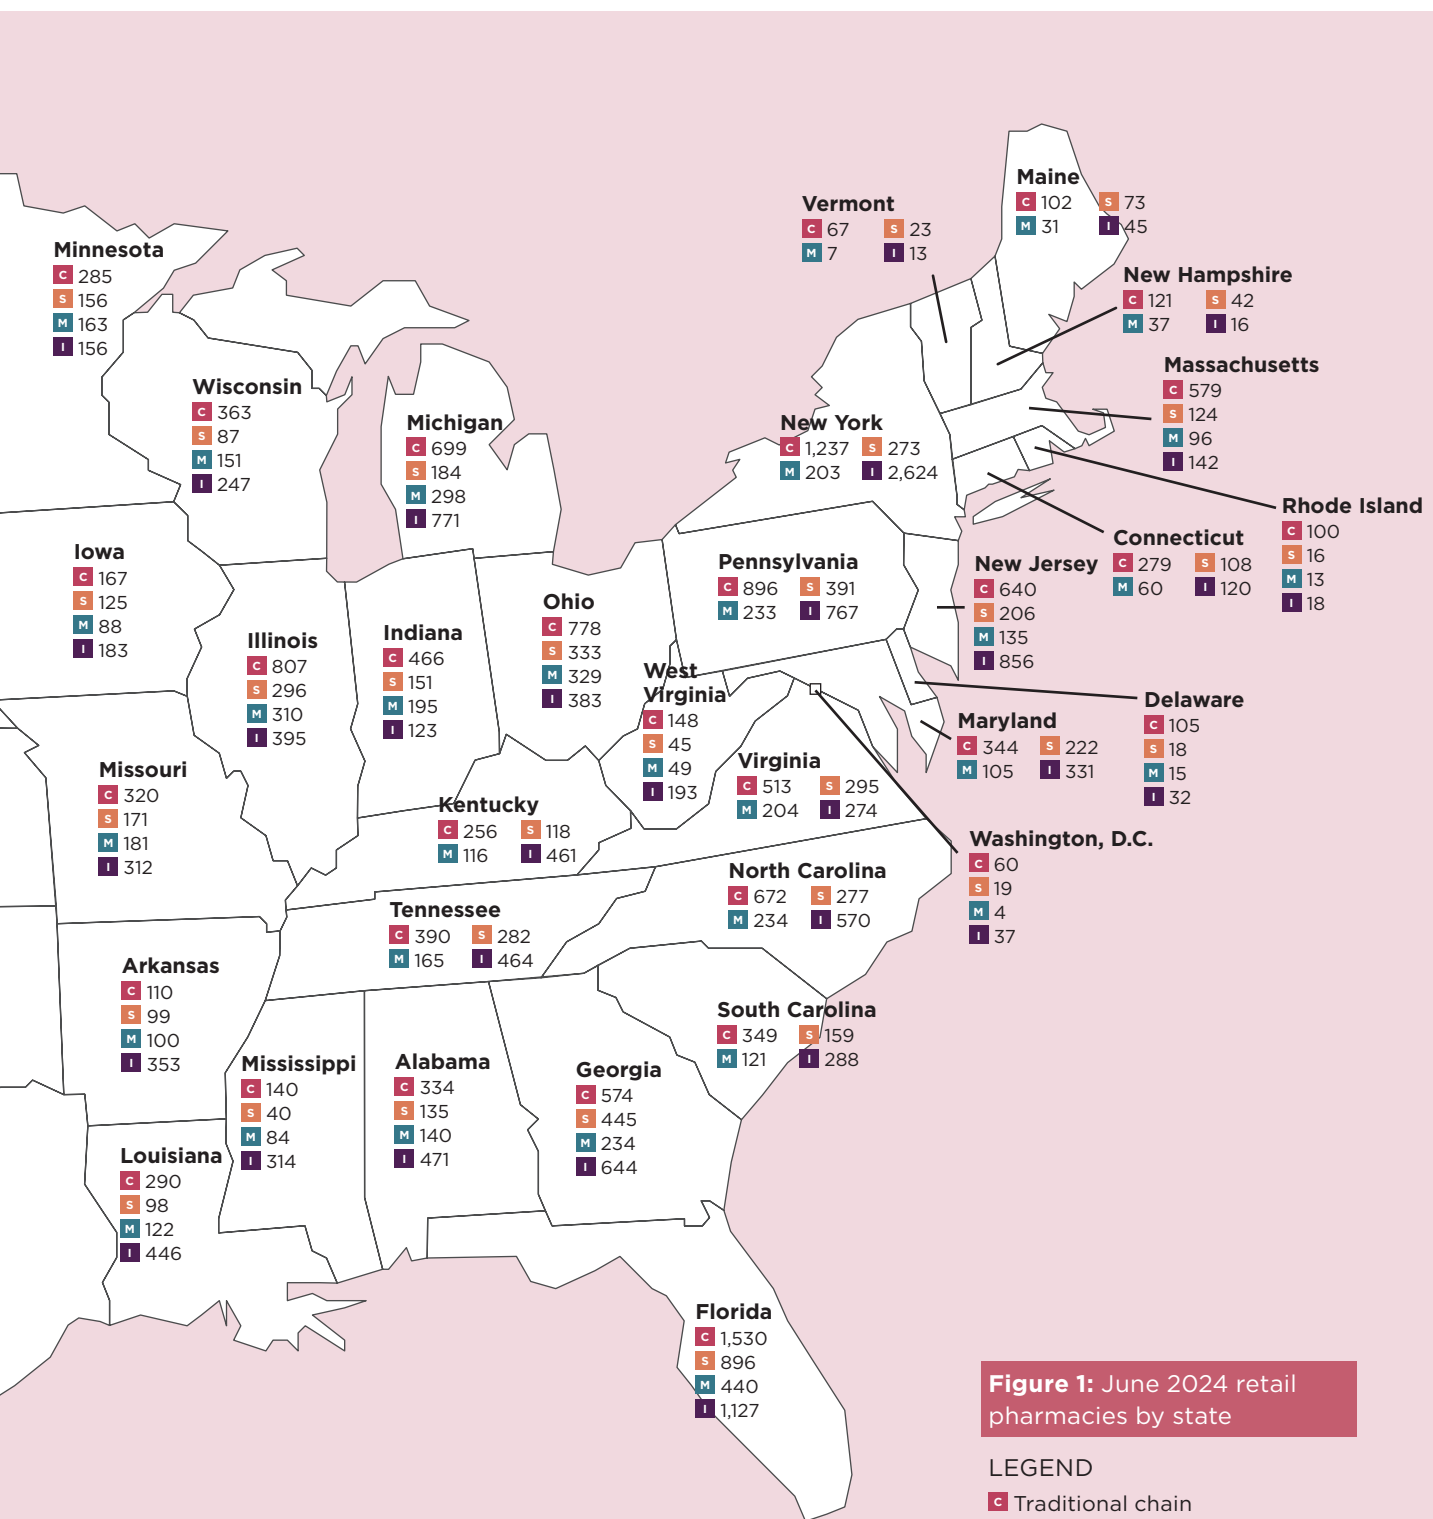 Maine
C 102 S 73
M 31 I 45
Vermont
C 67 S 23
M 7 I 13
Minnesota
C 285
S 156
M 163
I 156
New Hampshire
C 121 S 42
M 37 I 16
Massachusetts
C 579
S 124
M 96
I 142
Wisconsin
C 363
S 87
M 151
I 247
Michigan
C 699
S 184
M 298
I 771
New York
C 1,237 S 273
M 203 I 2,624
Rhode Island
C 100
S 16
M 13
I 18
Connecticut
C 279 S 108
M 60 I 120
Iowa
C 167
S 125
M 88
I 183
Pennsylvania
C 896 S 391
M 233 I 767
New Jersey
C 640
S 206
M 135
I 856
Ohio
C 778
S 333
M 329
I 383
Illinois
C 807
S 296
M 310
I 395
Indiana
C 466
S 151
M 195
I 123
West
Virginia
C 148
S 45
M 49
I 193
Delaware
C 105
S 18
M 15
I 32
Maryland
C 344 S 222
M 105 I 331
Virginia
C 513 S 295
M 204 I 274
Missouri
C 320
S 171
M 181
I 312
Kentucky
C 256 S 118
M 116 I 461
Washington, D.C.
C 60
S 19
M 4
I 37
North Carolina
C 672 S 277
M 234 I 570
Tennessee
C 390 S 282
M 165 I 464
Arkansas
C 110
S 99
M 100
I 353
South Carolina
C 349 S 159
M 121 I 288
Mississippi
C 140
S 40
M 84
I 314
Alabama
C 334
S 135
M 140
I 471
Georgia
C 574
S 445
M 234
I 644
Louisiana
C 290
S 98
M 122
I 446
Florida
C 1,530
S 896
M 440
I 1,127
Figure 1: June 2024 retail
pharmacies by state
LEGEND
C Traditional chain